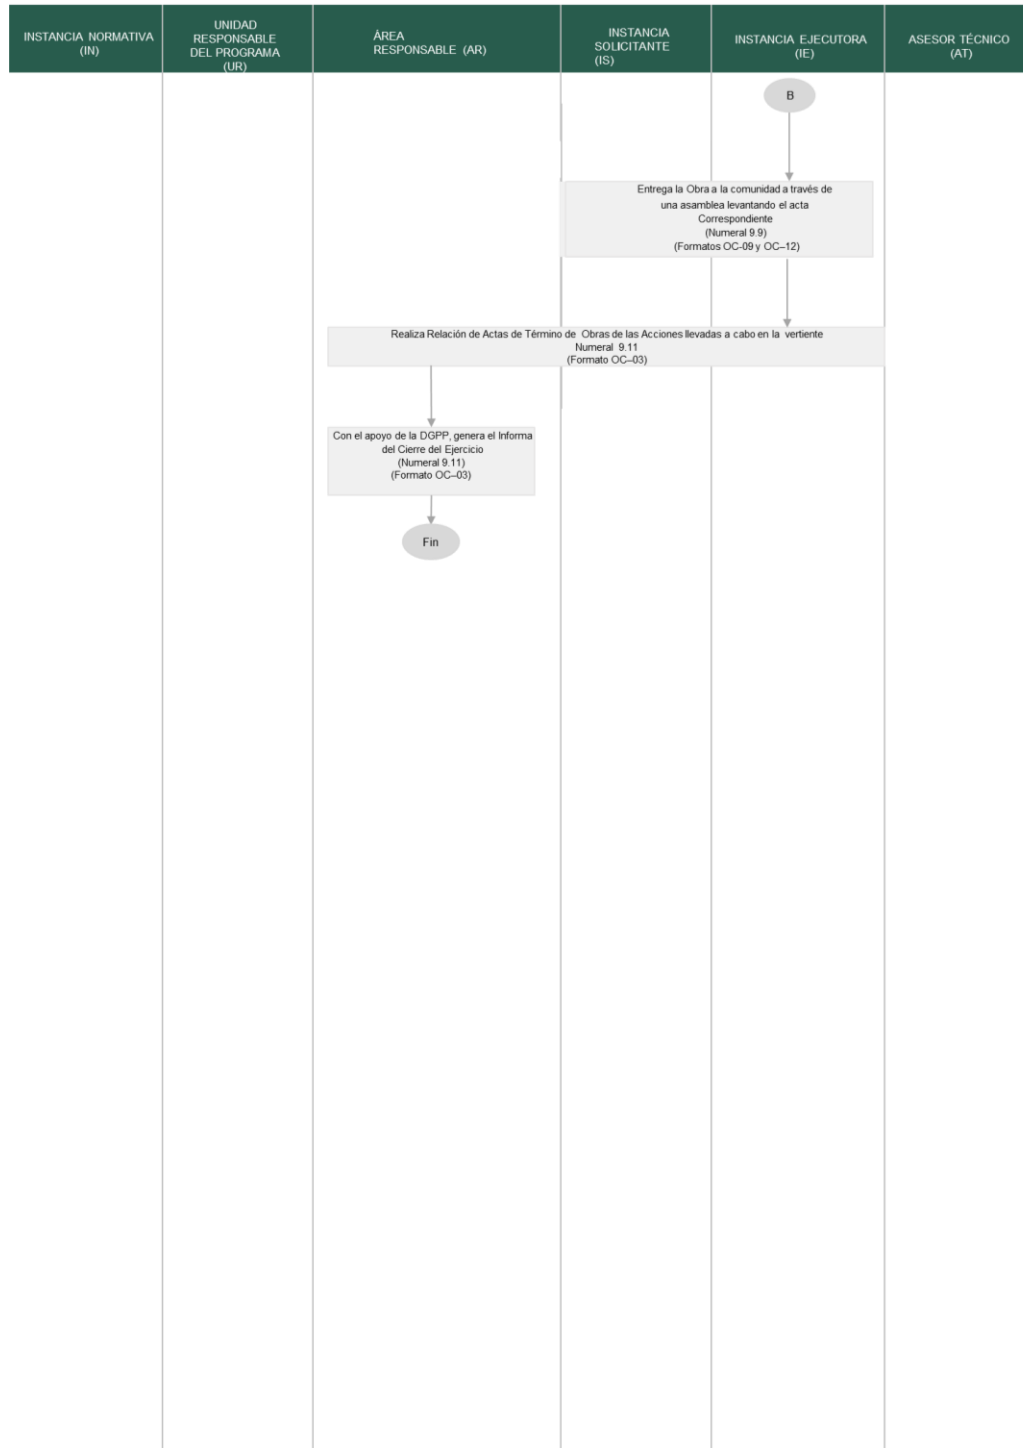 INSTANCIA NORMATIVA
(IN)
UNIDAD
RESPONSABLE
DEL PROGRAMA
(UR)
ÁREA
RESPONSABLE (AR)
INSTANCIA
SOLICITANTE
(IS)
INSTANCIA EJECUTORA
(IE)
ASESOR TÉCNICO
(AT)
B
Entrega la Obra a la comunidad a través de
una asamblea levantando el acta
Correspondiente
(Numeral 9.9)
(Formatos OC-09 y OC–12)
Realiza Relación de Actas de Término de Obras de las Acciones llevadas a cabo en la vertiente
Numeral 9.11
(Formato OC–03)
Con el apoyo de la DGPP, genera el Informa
del Cierre del Ejercicio
(Numeral 9.11)
(Formato OC–03)
Fin